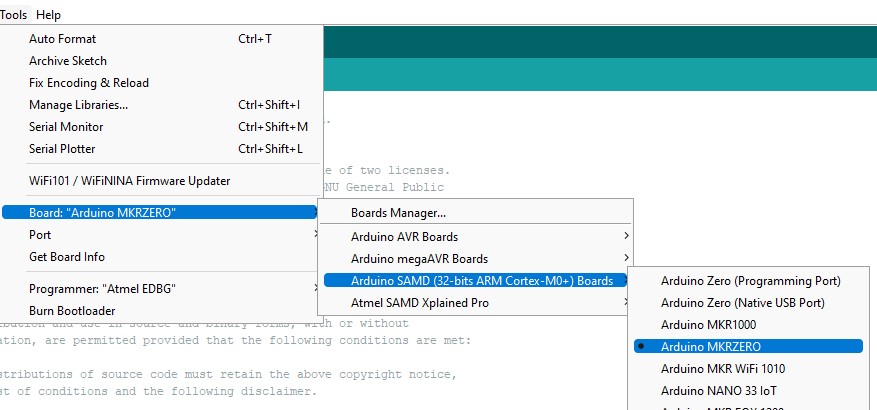 Tools Help
Auto Format Ctrl+T
Archive Sketch
Fix Encoding & Reload
Manage Libraries... Ctrl+Shift+I
Serial Monitor Ctrl+Shift+M
Serial Plotter Ctrl+Shift+L
e of two licenses.
WiFi101 / WiFiNINA Firmware Updater
NU General Public
Board: "Arduino MKRZERO"
Port
Get Board Info
Programmer: "Atmel EDBG"
Burn Bootloader
Boards Manager...
Arduino AVR Boards
Arduino megaAVR Boards
Arduino SAMD (32-bits ARM Cortex-M0+) Boards
Atmel SAMD Xplained Pro
Arduino Zero (Programming Port)
Arduino Zero (Native USB Port)
Arduino MKR1000
Arduino MKRZERO
Arduino MKR WiFi 1010
Arduino NANO 33 IoT
bution and use in source and binary forms, with or without
ation, are permitted provided that the following conditions are met:
stributions of source code must retain the above copyright notice,
st of conditions and the following disclaimer.